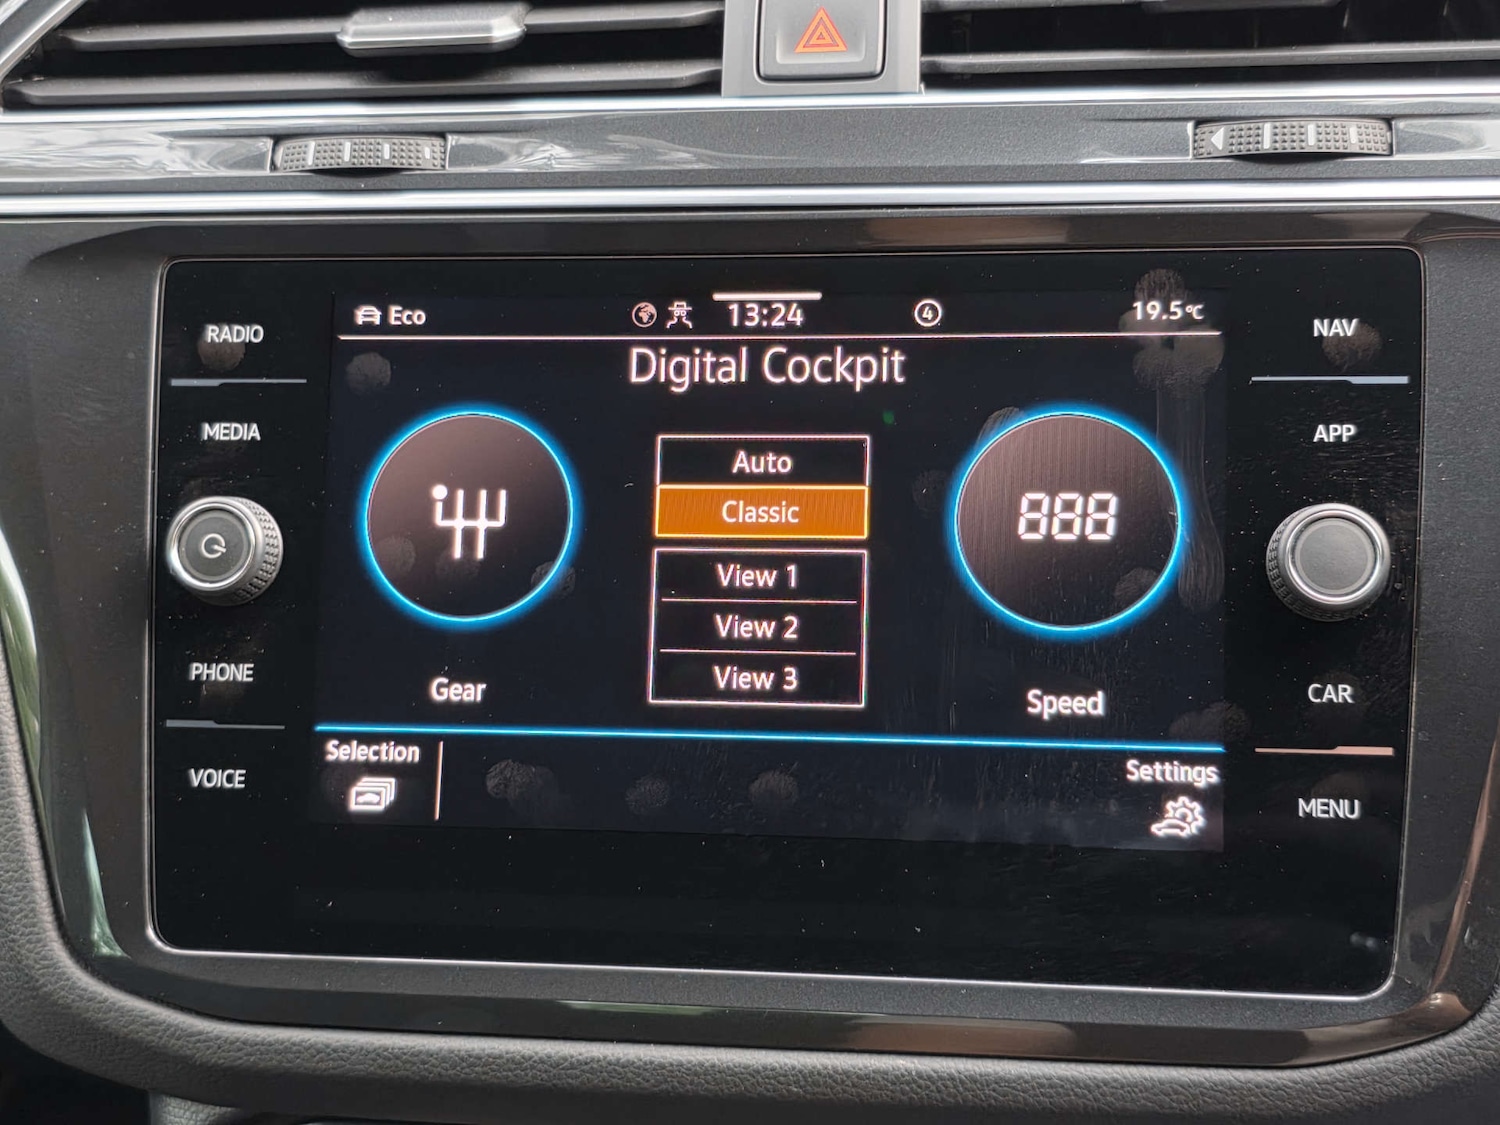 RADIO
MEDIA
PHONE
VOICE
Eco
13:24
4
19.5°C
Digital Cockpit
Auto
Classic
View 1
View 2
View 3
888
Gear
Speed
Selection
Settings
NAV
APP
CAR
MENU